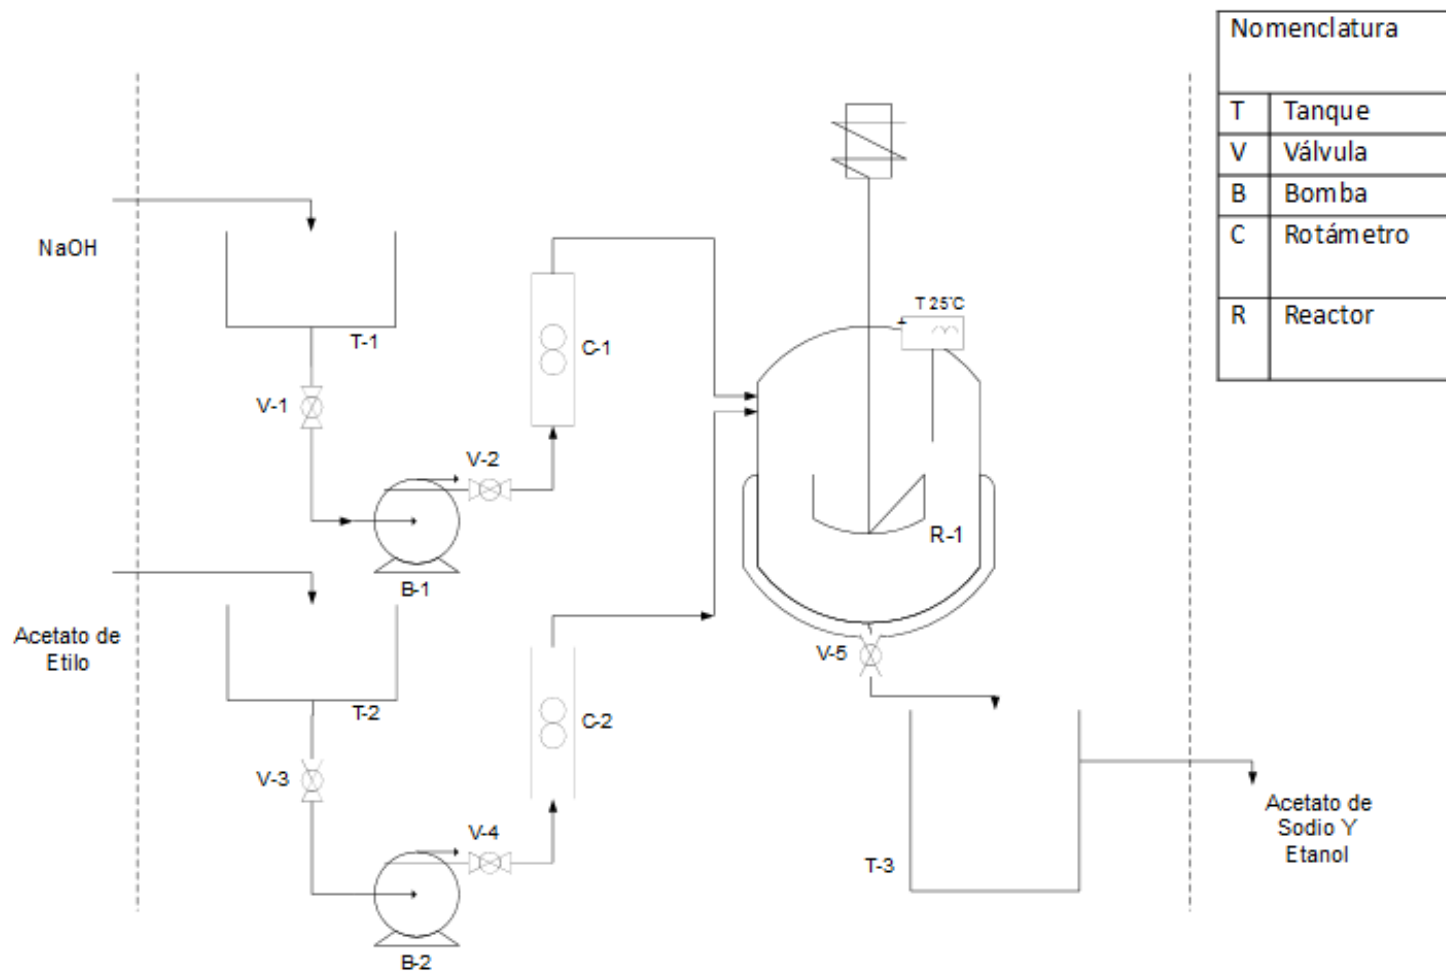 Nomenclatura
T Tanque
V Válvula
B Bomba
C Rotámetro
R Reactor
NaOH
T-1
V-1
V-2
C-1
B-1
T 25°C
R-1
Acetato de
Etilo
T-2
V-3
V-4
C-2
B-2
V-5
T-3
Acetato de
Sodio Y
Etanol